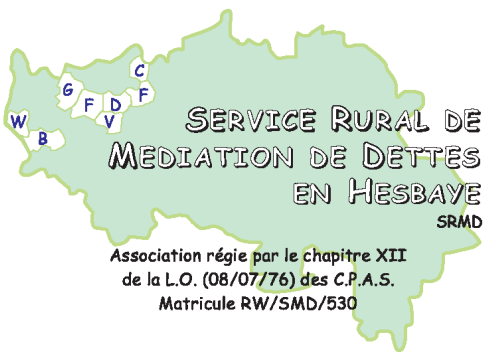 C
G
F
D
F
W
V
B
SERVICE RURAL DE
MEDIATION DE DETTES
EN HESBAYE
SRMD
Association régie par le chapitre XII
de la L.O. (08/07/76) des C.P.A.S.
Matricule RW/SMD/530